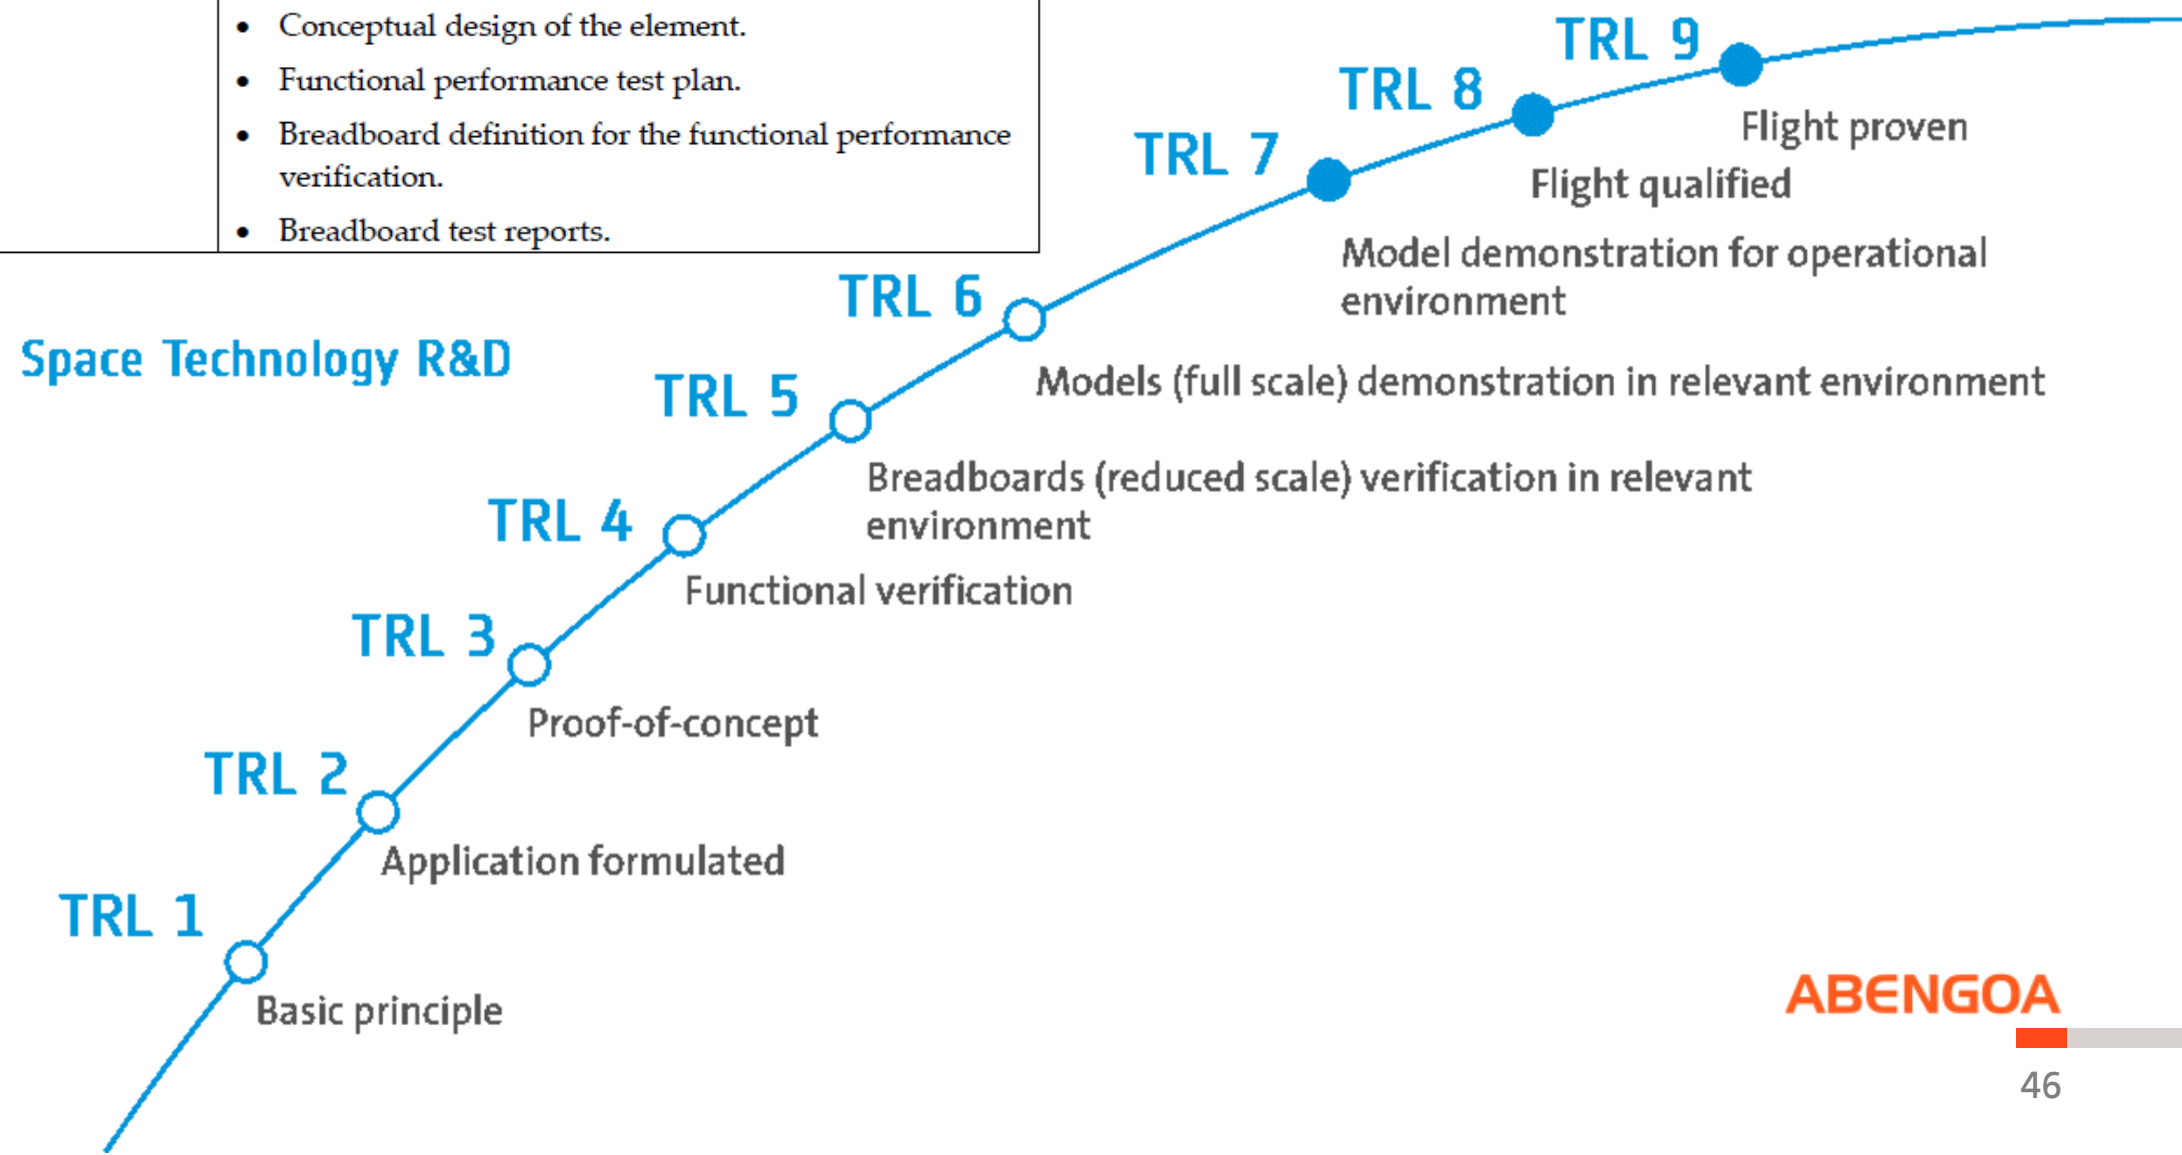 • Conceptual design of the element.
• Functional performance test plan.
• Breadboard definition for the functional performance
verification.
• Breadboard test reports.
TRL 9
Flight proven
TRL 8
Flight qualified
TRL 7
Model demonstration for operational
environment
TRL 6
Models (full scale) demonstration in relevant environment
Space Technology R&D
TRL 5
Breadboards (reduced scale) verification in relevant
environment
TRL 4
Functional verification
TRL 3
Proof-of-concept
TRL 2
Application formulated
TRL 1
Basic principle
ABENGOA
46